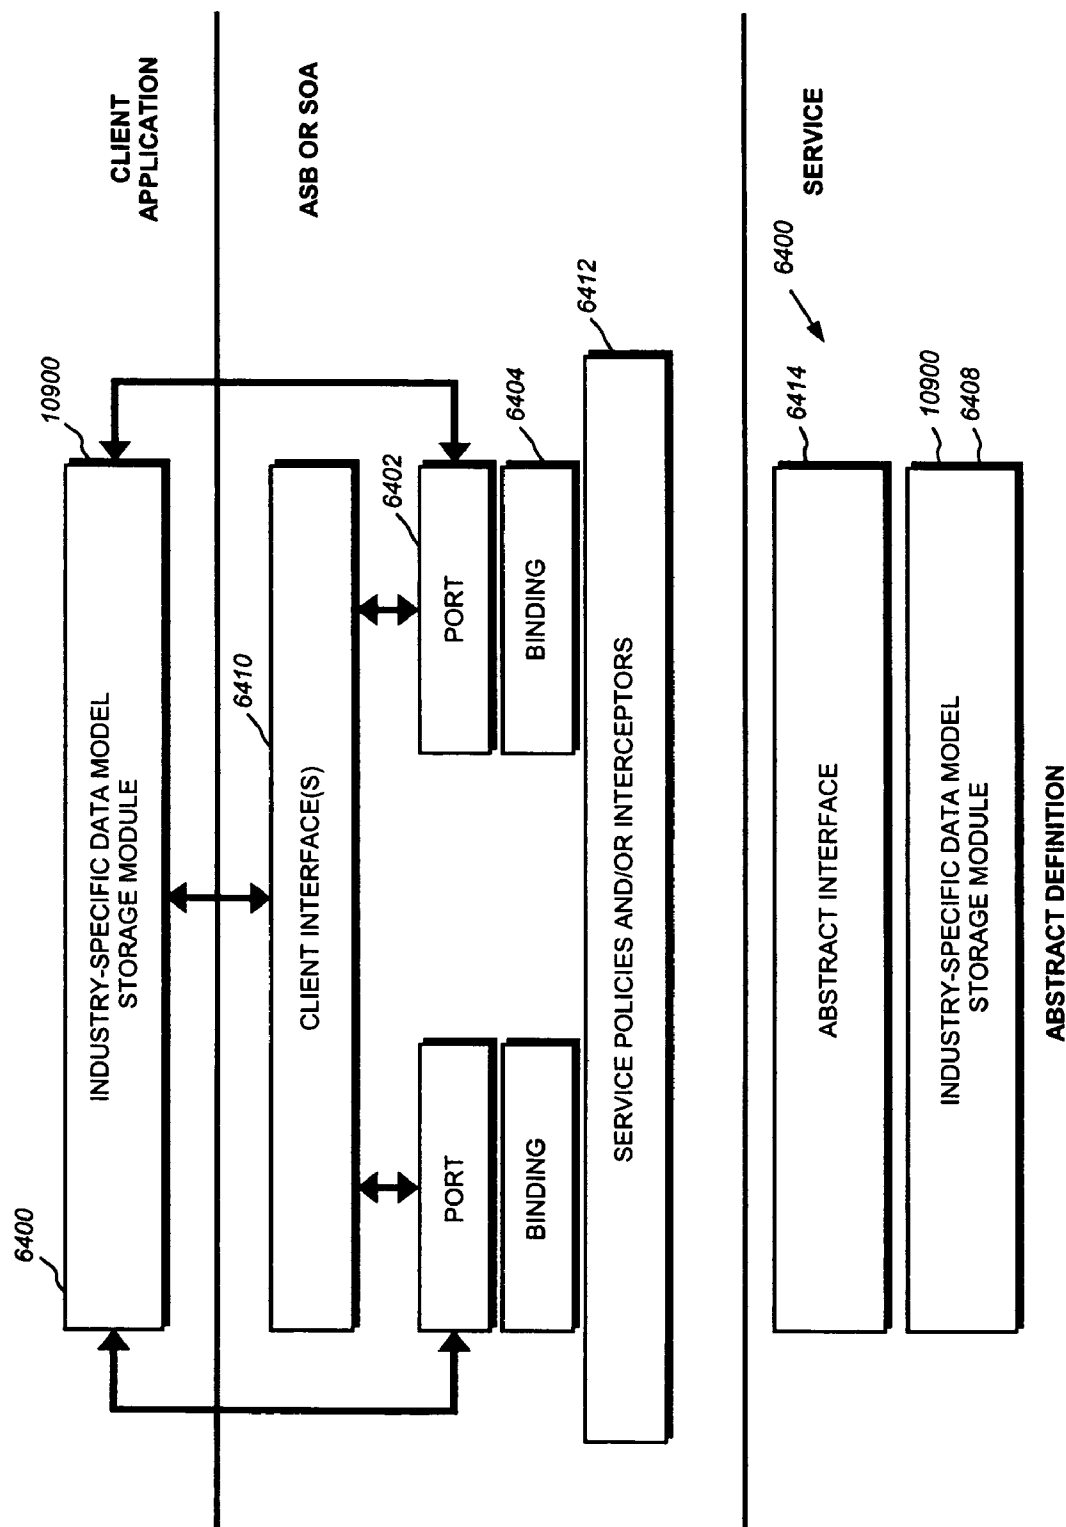 CLIENT
APPLICATION
6400
10900
INDUSTRY-SPECIFIC DATA MODEL
STORAGE MODULE
ASB OR SOA
6410
CLIENT INTERFACE(S)
6402
PORT
PORT
6404
BINDING
BINDING
6412
SERVICE POLICIES AND/OR INTERCEPTORS
SERVICE
6400
6414
ABSTRACT INTERFACE
10900
6408
INDUSTRY-SPECIFIC DATA MODEL
STORAGE MODULE
ABSTRACT DEFINITION